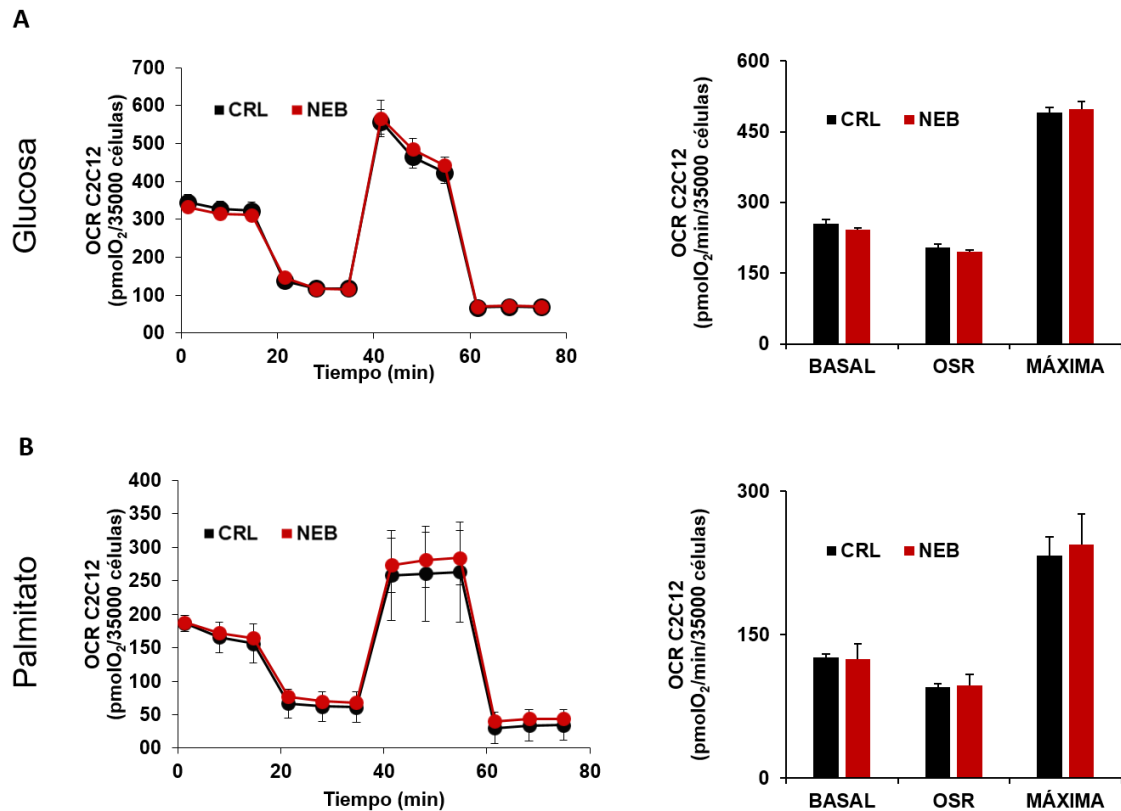 A
Glucosa
OCR C2C12
(pmolO₂/35000 células)
700
600
500
400
300
200
100
00
CRL NEB
0 20 40 60 80
Tiempo (min)
OCR C2C12
(pmolO₂/min/35000 células)
600
450
300
150
0
CRL NEB
BASAL OSR MÁXIMA
B
Palmitato
OCR C2C12
(pmolO₂/35000 células)
400
350
300
250
200
150
100
50
00
CRL NEB
0 20 40 60 80
Tiempo (min)
OCR C2C12
(pmolO₂/min/35000 células)
300
150
0
CRL NEB
BASAL OSR MÁXIMA